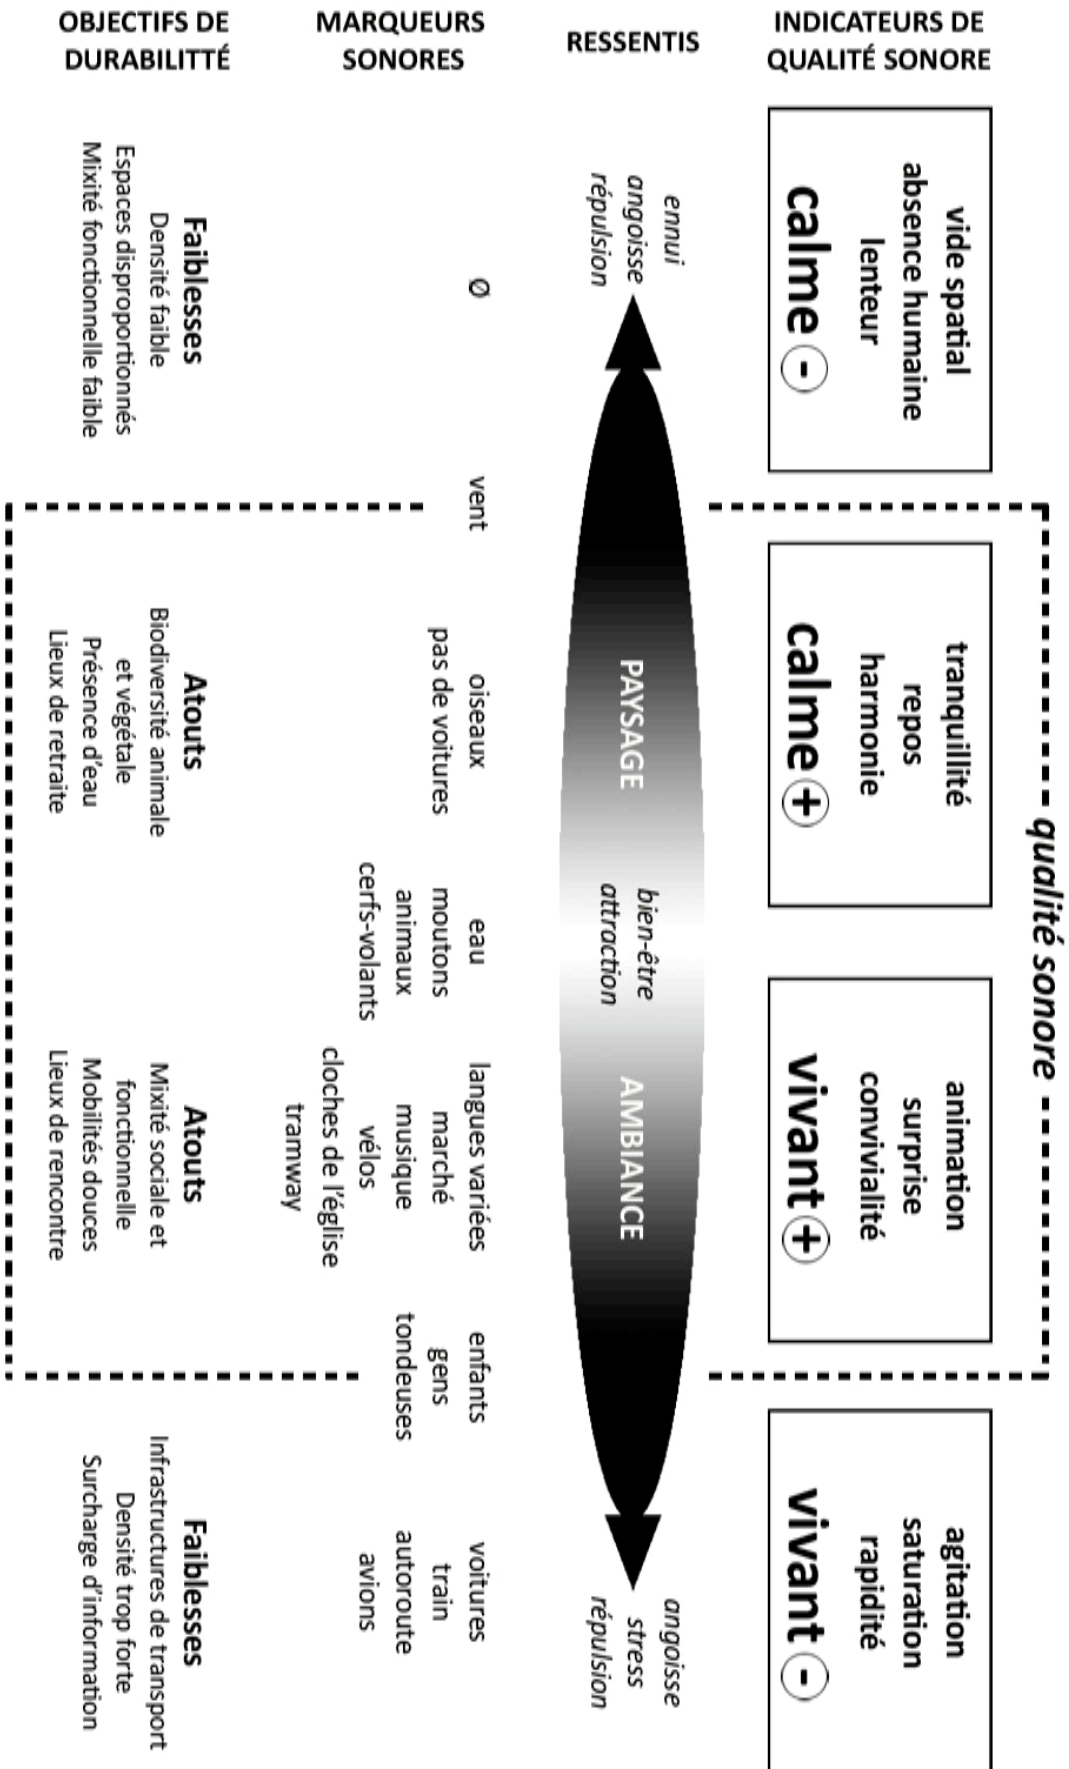 OBJECTIFS DE
DURABILITTÉ
MARQUEURS
SONORES
RESSENTIS
INDICATEURS DE
QUALITÉ SONORE
qualité sonore
vide spatial
absence humaine
lenteur
calme -
tranquillité
repos
harmonie
calme +
animation
surprise
convivialité
vivant +
agitation
saturation
rapidité
vivant -
ennui
angoisse
répulsion
PAYSAGE
bien-être
attraction
AMBIANCE
angoisse
stress
répulsion
Ø
vent
oiseaux
pas de voitures
eau
moutons
animaux
cerfs-volants
langues variées
marché
musique
vélos
cloches de l'église
tramway
enfants
gens
tondeuses
voitures
train
autoroute
avions
Faiblesses
Densité faible
Espaces disproportionnés
Mixité fonctionnelle faible
Atouts
Biodiversité animale
et végétale
Présence d'eau
Lieux de retraite
Atouts
Mixité sociale et
fonctionnelle
Mobilités douces
Lieux de rencontre
Faiblesses
Infrastructures de transport
Densité trop forte
Surcharge d'information